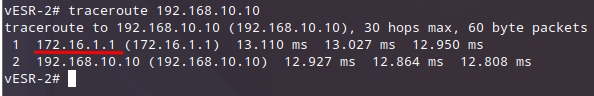 vESR-2# traceroute 192.168.10.10
traceroute to 192.168.10.10 (192.168.10.10), 30 hops max, 60 byte packets
 1  172.16.1.1 (172.16.1.1)  13.110 ms  13.027 ms  12.950 ms
 2  192.168.10.10 (192.168.10.10)  12.927 ms  12.864 ms  12.808 ms
vESR-2#